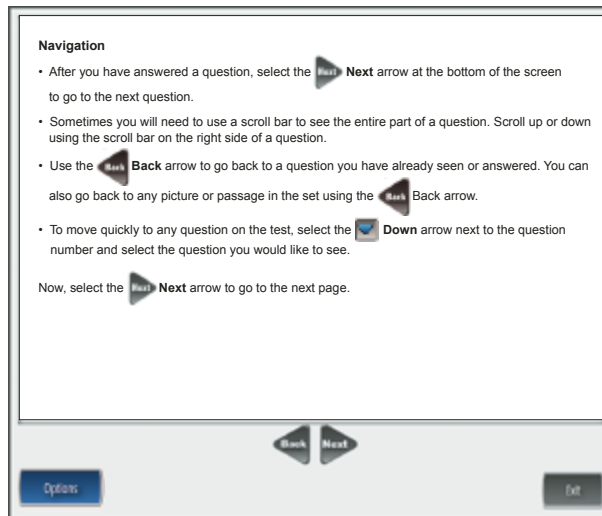 Navigation
• After you have answered a question, select the Next Next arrow at the bottom of the screen
to go to the next question.
• Sometimes you will need to use a scroll bar to see the entire part of a question. Scroll up or down
using the scroll bar on the right side of a question.
• Use the Back Back arrow to go back to a question you have already seen or answered. You can
also go back to any picture or passage in the set using the Back Back arrow.
• To move quickly to any question on the test, select the Down arrow next to the question
number and select the question you would like to see.
Now, select the Next Next arrow to go to the next page.
Back Next
Options Exit